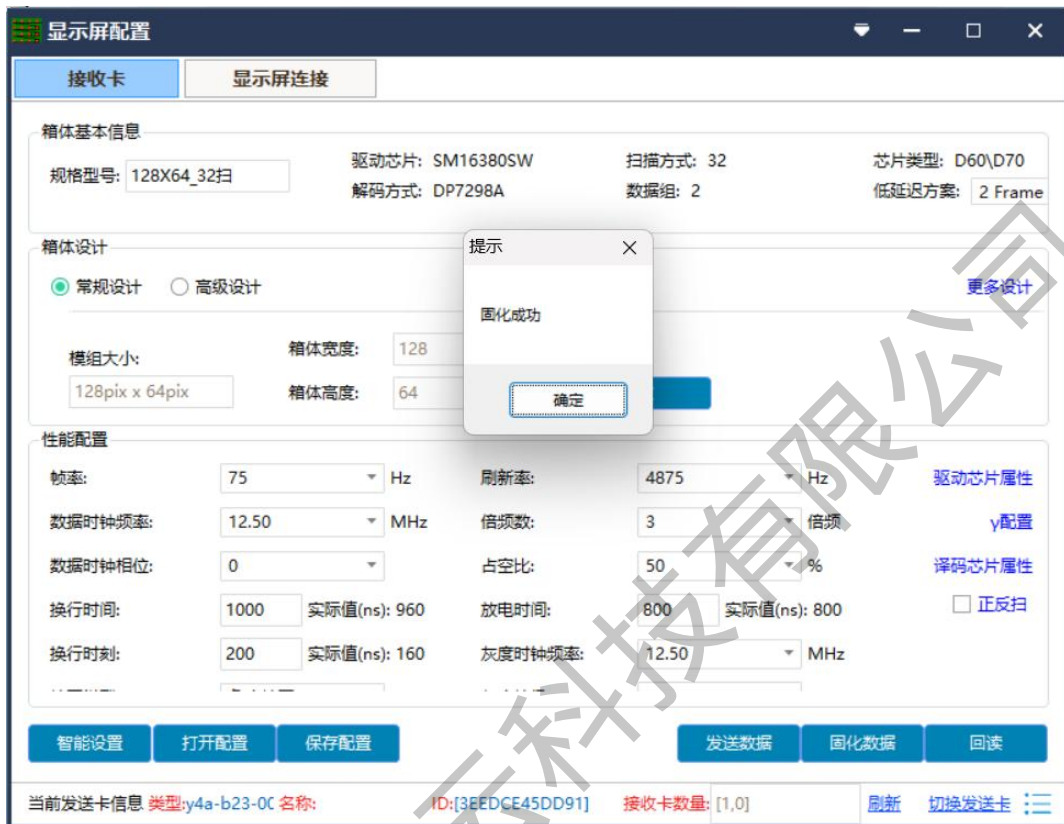 显示屏配置
接收卡 显示屏连接
箱体基本信息
规格型号: 128X64_32扫 驱动芯片: SM16380SW 扫描方式: 32 芯片类型: D60\D70
解码方式: DP7298A 数据组: 2 低延迟方案: 2 Frame
箱体设计
常规设计 高级设计 更多设计
模组大小: 箱体宽度: 128
128pix x 64pix 箱体高度: 64
提示
固化成功
确定
性能配置
帧率: 75 Hz 刷新率: 4875 Hz 驱动芯片属性
数据时钟频率: 12.50 MHz 倍频数: 3 倍频 γ配置
数据时钟相位: 0 占空比: 50 % 译码芯片属性
换行时间: 1000 实际值(ns): 960 放电时间: 800 实际值(ns): 800 正反扫
换行时刻: 200 实际值(ns): 160 灰度时钟频率: 12.50 MHz
智能设置 打开配置 保存配置 发送数据 固化数据 回读
当前发送卡信息 类型:y4a-b23-00 名称: ID:[3EEDCE45DD91] 接收卡数量: [1,0] 刷新 切换发送卡
云科技有限公司